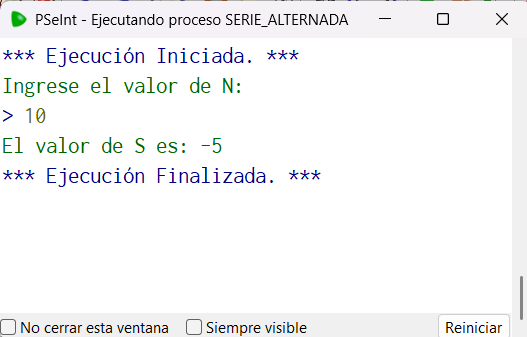 PSeInt - Ejecutando proceso SERIE_ALTERNADA
*** Ejecución Iniciada. ***
Ingrese el valor de N:
> 10
El valor de S es: -5
*** Ejecución Finalizada. ***
No cerrar esta ventana
Siempre visible
Reiniciar